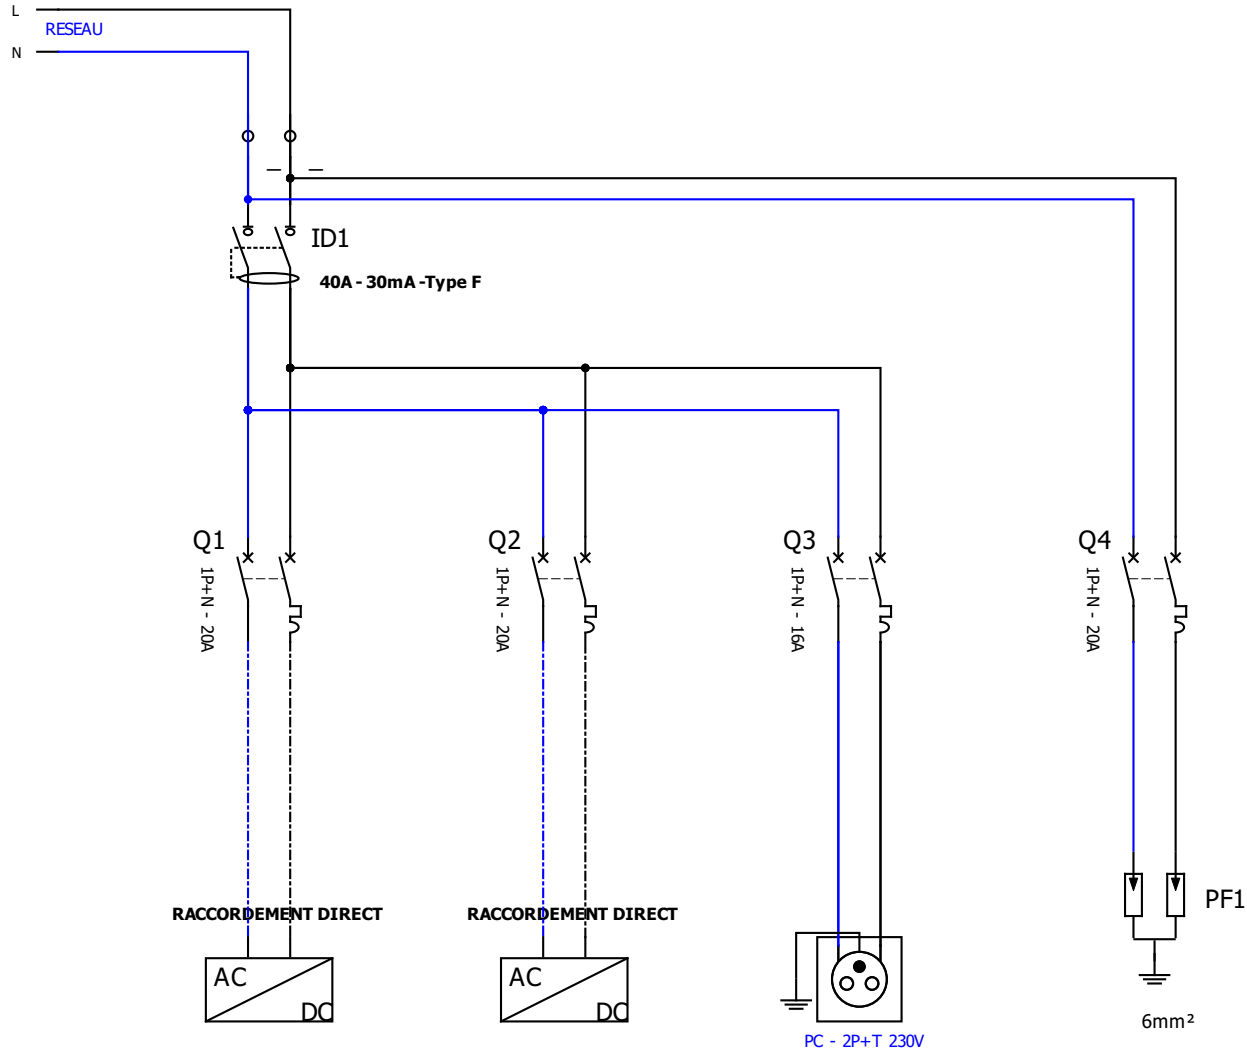 L
RESEAU
N
ID1
40A - 30mA -Type F
Q1
1P+N - 20A
Q2
1P+N - 20A
Q3
1P+N - 16A
Q4
1P+N - 20A
RACCORDEMENT DIRECT
RACCORDEMENT DIRECT
PF1
AC
DC
AC
DC
6mm²
PC - 2P+T 230V